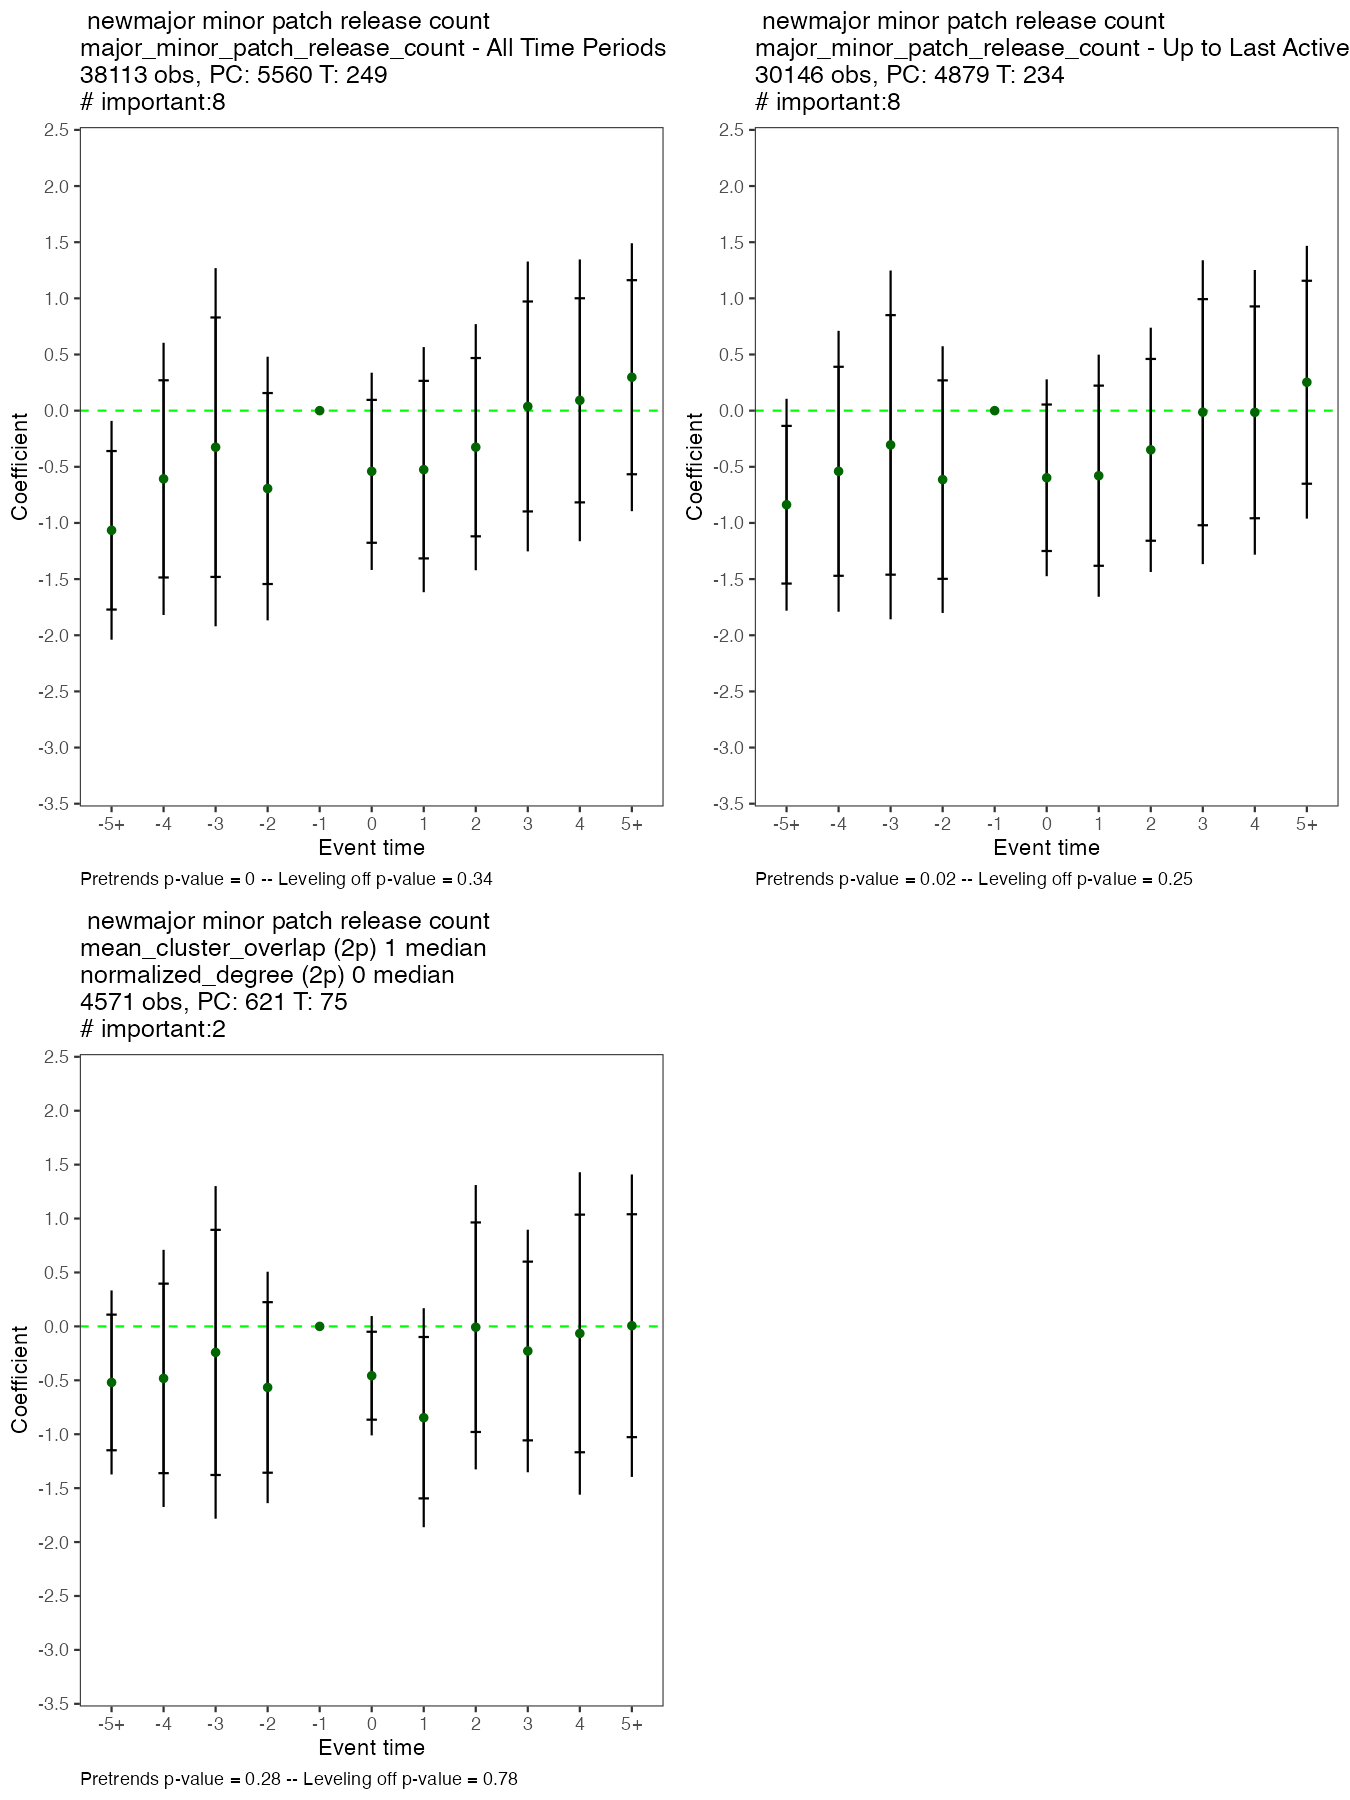 newmajor minor patch release count
major_minor_patch_release_count - All Time Periods
38113 obs, PC: 5560 T: 249
# important:8
2.5
2.0
1.5
1.0
0.5
0.0
-0.5
-1.0
-1.5
-2.0
-2.5
-3.0
-3.5
Coefficient
-5+ -4 -3 -2 -1 0 1 2 3 4 5+
Event time
Pretrends p-value = 0 -- Leveling off p-value = 0.34
newmajor minor patch release count
major_minor_patch_release_count - Up to Last Active
30146 obs, PC: 4879 T: 234
# important:8
2.5
2.0
1.5
1.0
0.5
0.0
-0.5
-1.0
-1.5
-2.0
-2.5
-3.0
-3.5
Coefficient
-5+ -4 -3 -2 -1 0 1 2 3 4 5+
Event time
Pretrends p-value = 0.02 -- Leveling off p-value = 0.25
newmajor minor patch release count
mean_cluster_overlap (2p) 1 median
normalized_degree (2p) 0 median
4571 obs, PC: 621 T: 75
# important:2
2.5
2.0
1.5
1.0
0.5
0.0
-0.5
-1.0
-1.5
-2.0
-2.5
-3.0
-3.5
Coefficient
-5+ -4 -3 -2 -1 0 1 2 3 4 5+
Event time
Pretrends p-value = 0.28 -- Leveling off p-value = 0.78